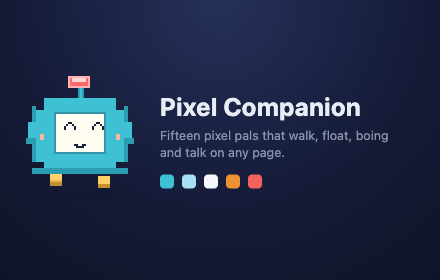 Pixel Companion
Fifteen pixel pals that walk, float, boing
and talk on any page.